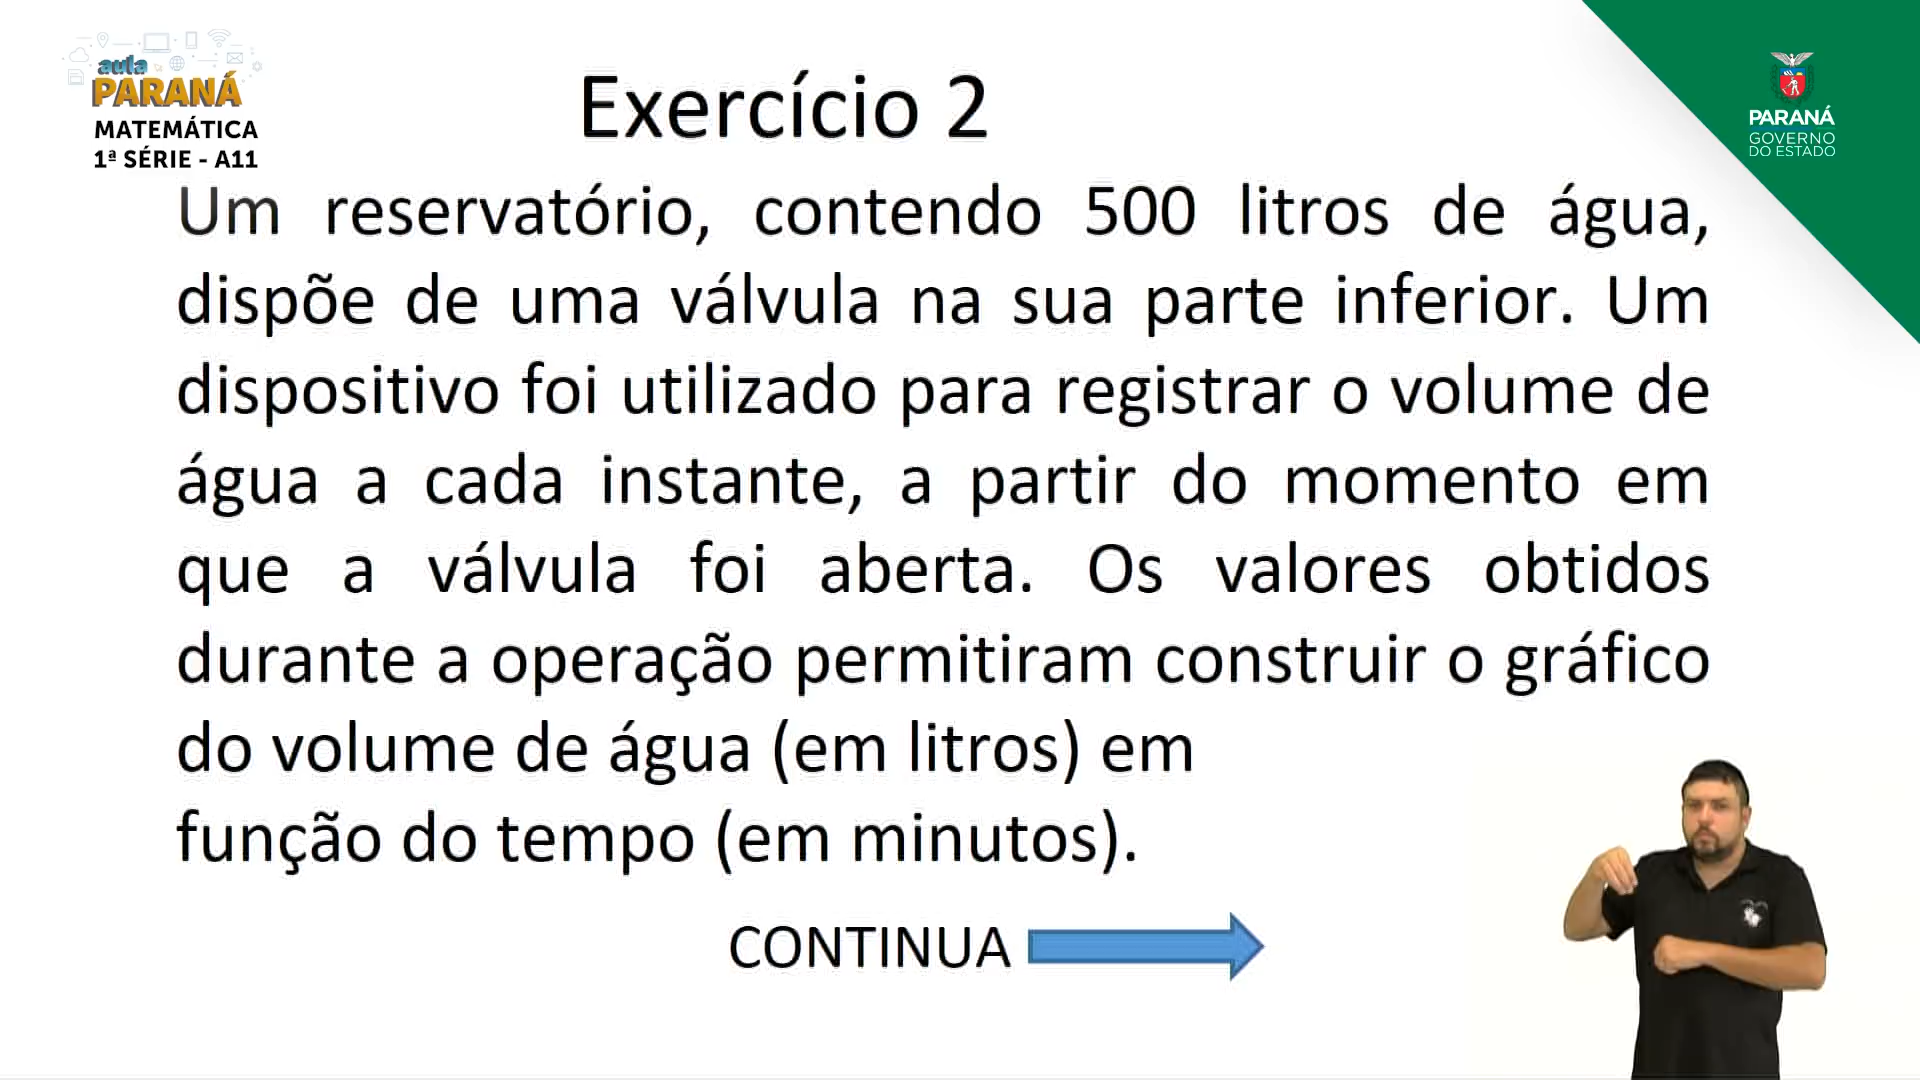 aula
PARANÁ
MATEMÁTICA
1ª SÉRIE - A11
Exercício 2
PARANÁ
GOVERNO
DO ESTADO
Um reservatório, contendo 500 litros de água,
dispõe de uma válvula na sua parte inferior. Um
dispositivo foi utilizado para registrar o volume de
água a cada instante, a partir do momento em
que a válvula foi aberta. Os valores obtidos
durante a operação permitiram construir o gráfico
do volume de água (em litros) em
função do tempo (em minutos).
CONTINUA